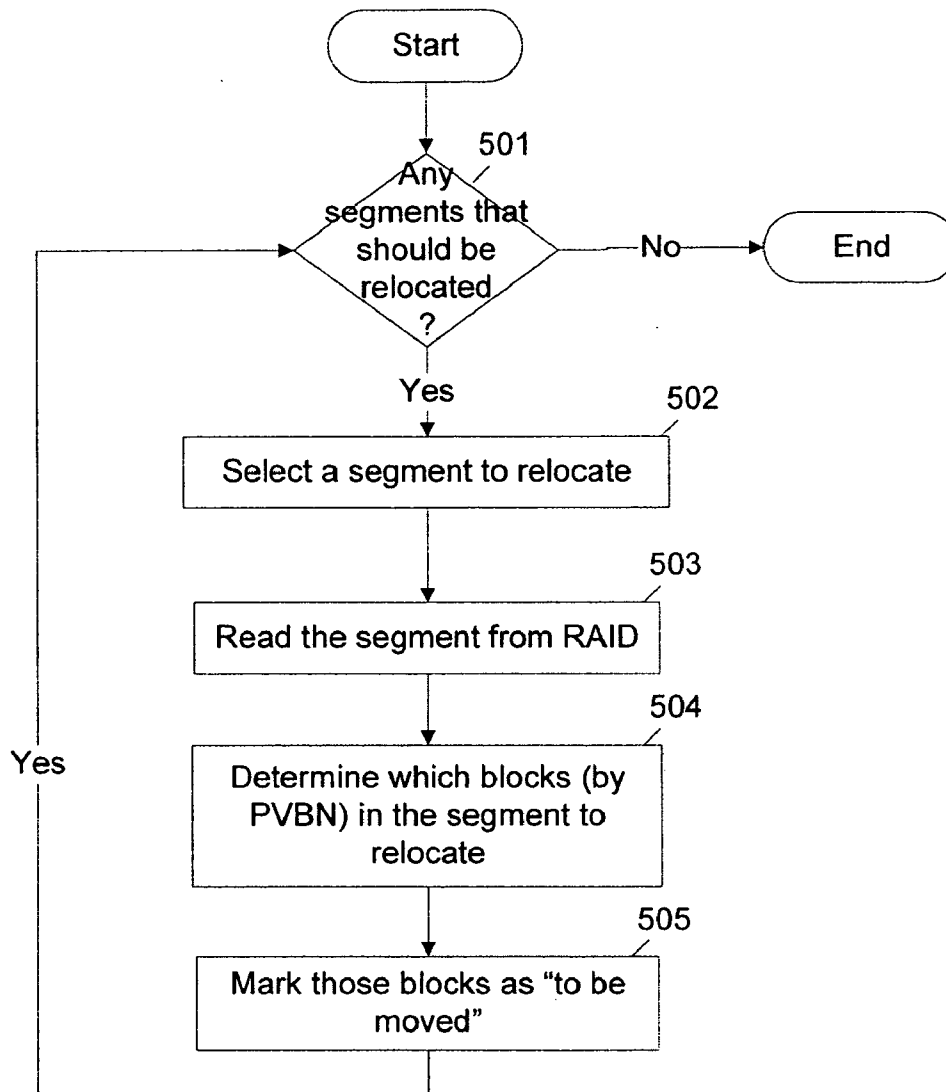 Start
501
Any
segments that
should be
relocated
?
No
End
Yes
502
Select a segment to relocate
503
Read the segment from RAID
504
Determine which blocks (by
PVBN) in the segment to
relocate
Yes
505
Mark those blocks as “to be
moved”